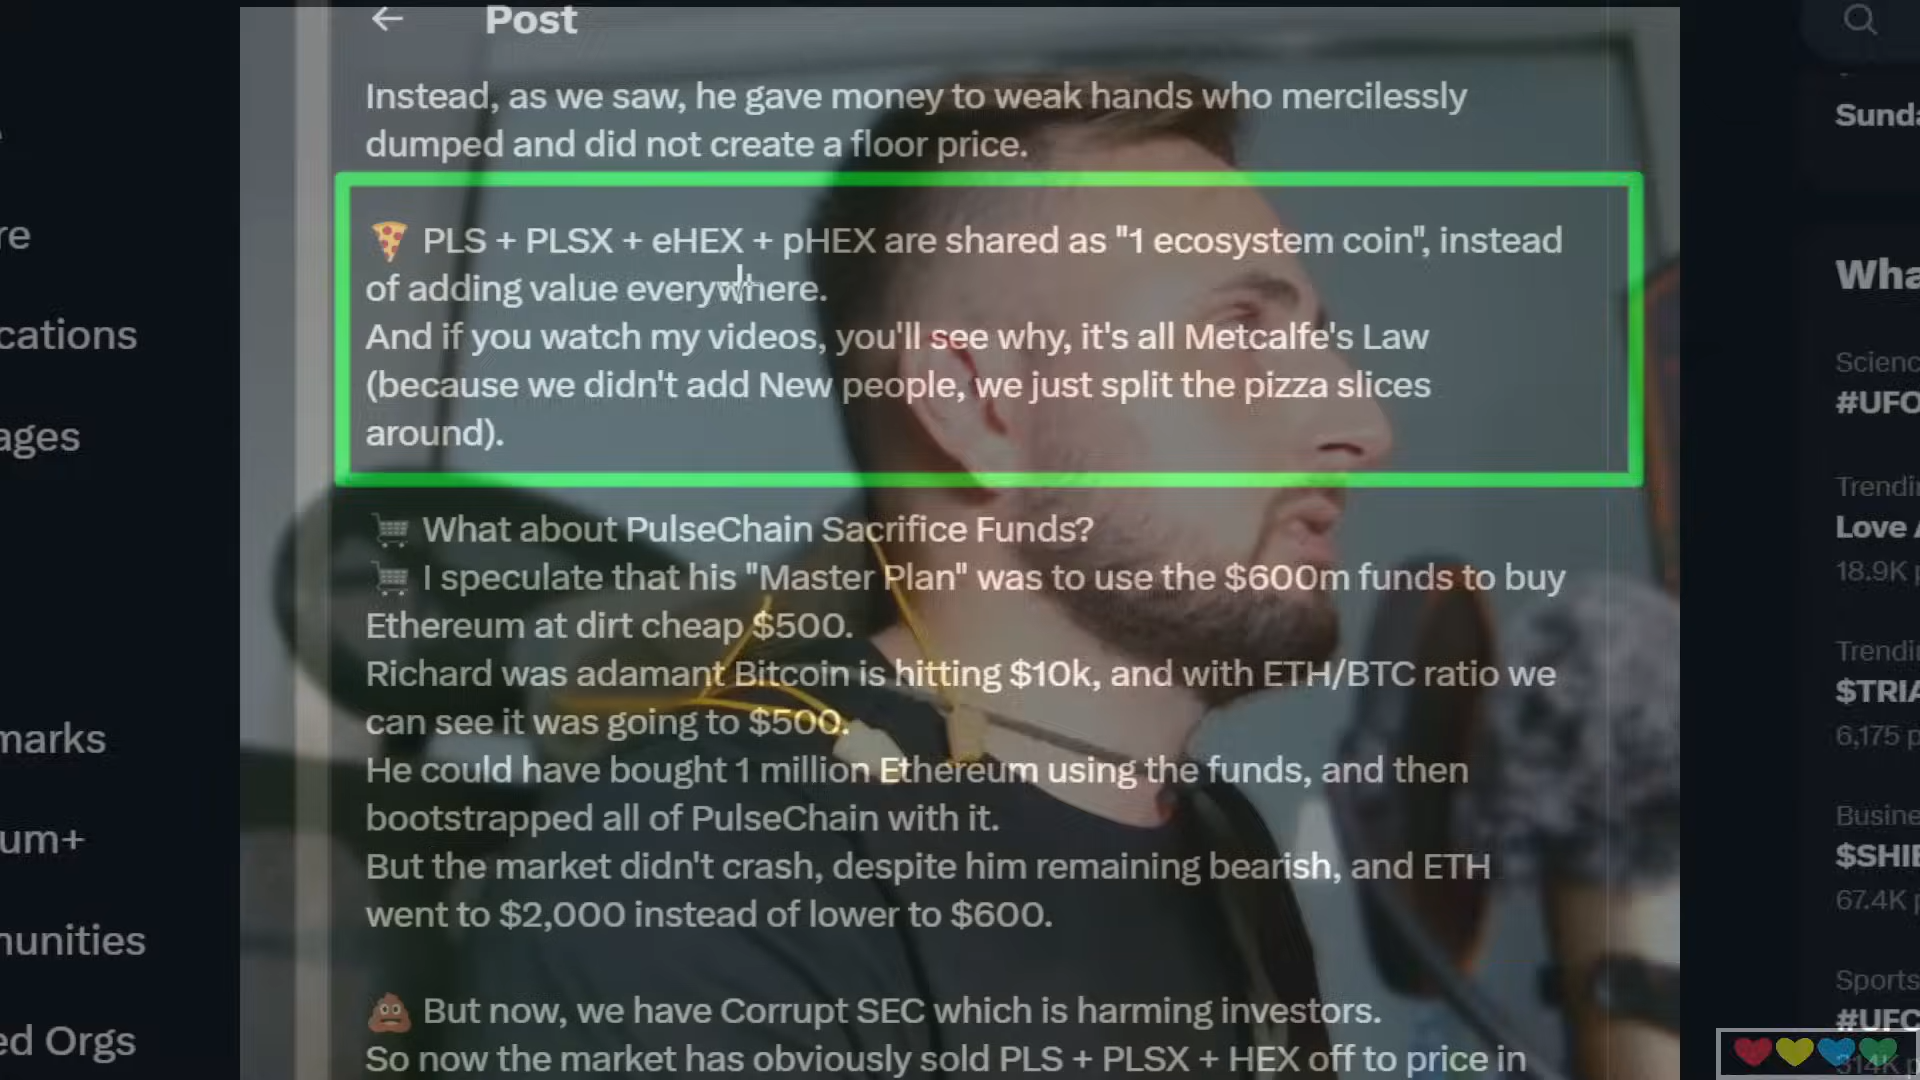 Post
Instead, as we saw, he gave money to weak hands who mercilessly
dumped and did not create a floor price.
🍕 PLS + PLSX + eHEX + pHEX are shared as "1 ecosystem coin", instead
of adding value everywhere.
And if you watch my videos, you'll see why, it's all Metcalfe's Law
(because we didn't add New people, we just split the pizza slices
around).
🛒 What about PulseChain Sacrifice Funds?
🛒 I speculate that his "Master Plan" was to use the $600m funds to buy
Ethereum at dirt cheap $500.
Richard was adamant Bitcoin is hitting $10k, and with ETH/BTC ratio we
can see it was going to $500.
He could have bought 1 million Ethereum using the funds, and then
bootstrapped all of PulseChain with it.
But the market didn't crash, despite him remaining bearish, and ETH
went to $2,000 instead of lower to $600.
💩 But now, we have Corrupt SEC which is harming investors.
So now the market has obviously sold PLS + PLSX + HEX off to price in
re
cations
ages
marks
um+
unities
ed Orgs
Sunda
Wha
Scienc
#UFO
Trendin
Love
18.9K p
Trendin
$TRIA
6,175 p
Busine
$SHIE
67.4K p
Sports
#UFC
314K p